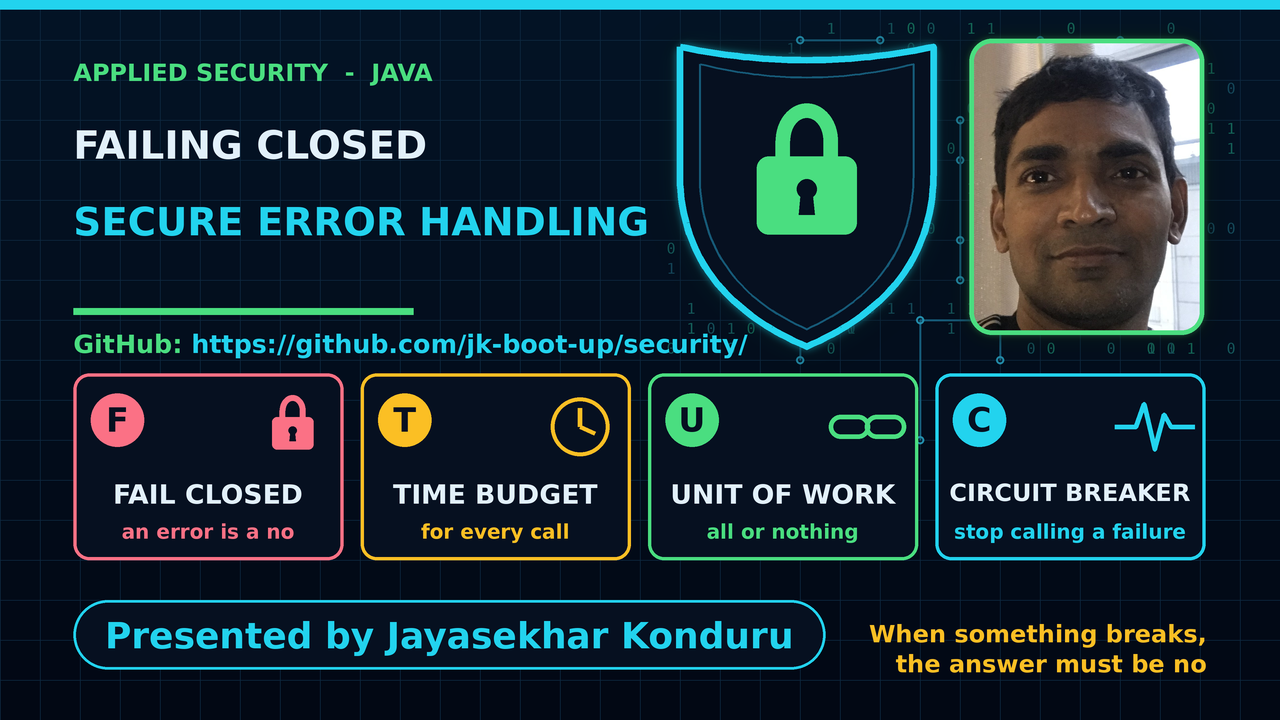 APPLIED SECURITY - JAVA
FAILING CLOSED
SECURE ERROR HANDLING
GitHub: https://github.com/jk-boot-up/security/
F
FAIL CLOSED
an error is a no
T
TIME BUDGET
for every call
U
UNIT OF WORK
all or nothing
C
CIRCUIT BREAKER
stop calling a failure
Presented by Jayasekhar Konduru
When something breaks,
the answer must be no